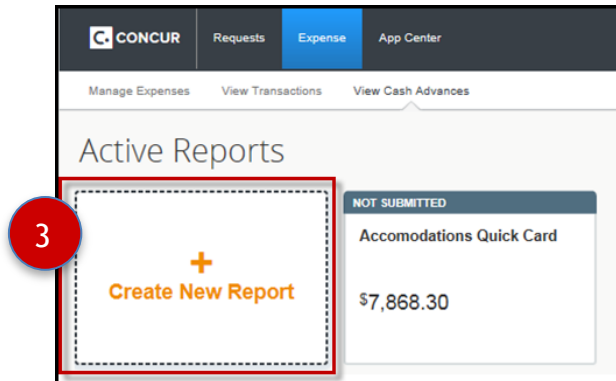 C. CONCUR Requests Expense App Center
Manage Expenses View Transactions View Cash Advances
Active Reports
3
+
Create New Report
NOT SUBMITTED
Accomodations Quick Card
$7,868.30